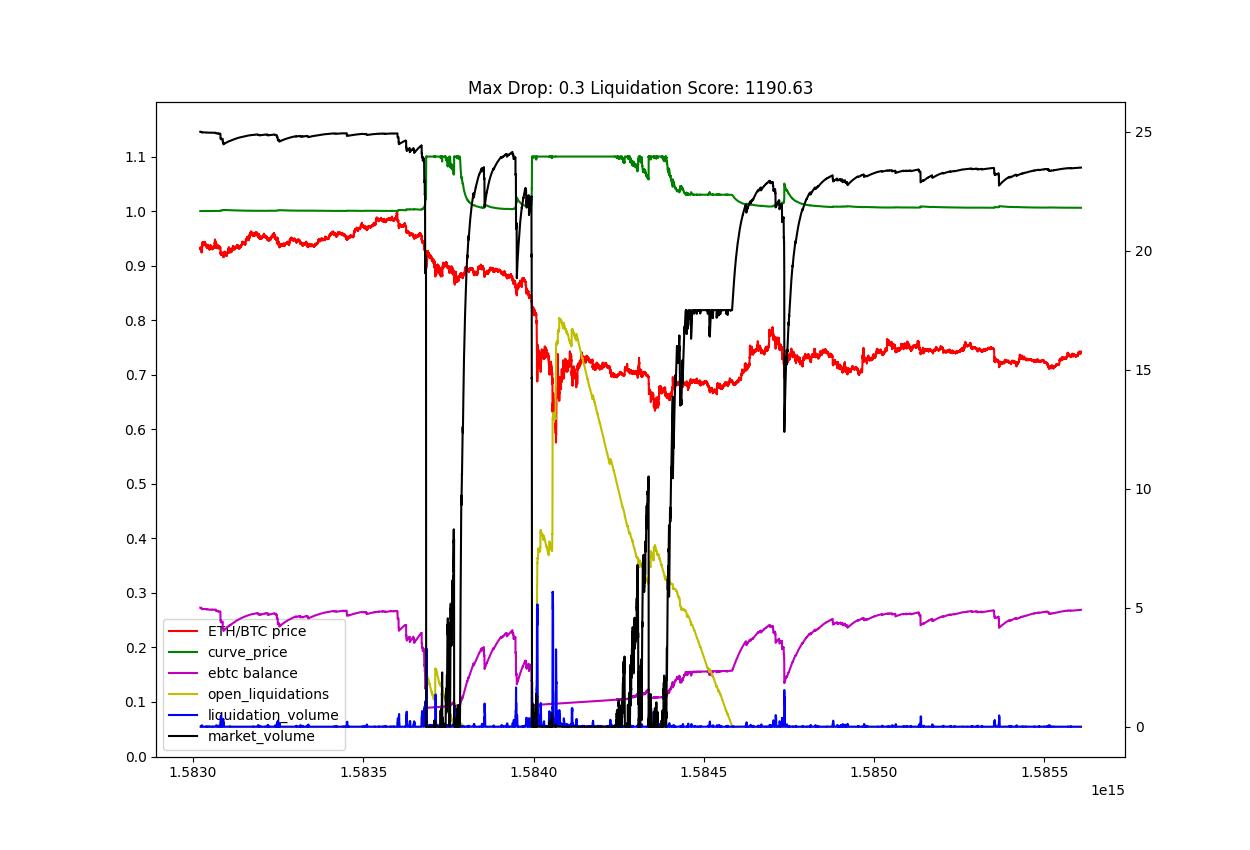 Max Drop: 0.3 Liquidation Score: 1190.63
1.1
1.0
0.9
0.8
0.7
0.6
0.5
0.4
0.3
0.2
0.1
0.0
25
20
15
10
5
0
ETH/BTC price
curve_price
ebtc balance
open_liquidations
liquidation_volume
market_volume
1.5830 1.5835 1.5840 1.5845 1.5850 1.5855
1e15